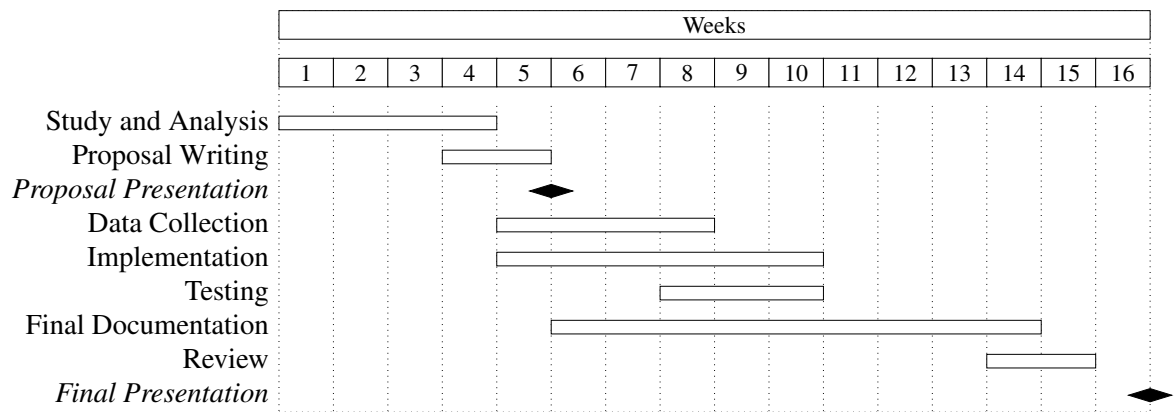 Weeks
1 2 3 4 5 6 7 8 9 10 11 12 13 14 15 16
Study and Analysis
Proposal Writing
Proposal Presentation
Data Collection
Implementation
Testing
Final Documentation
Review
Final Presentation